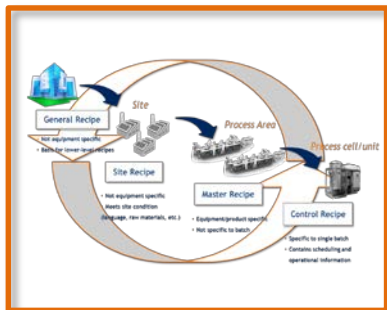 General Recipe
• Not equipment specific
• Basis for lower-level recipes
Site
Site Recipe
• Not equipment specific
• Meets site condition
(language, raw materials, etc.)
Process Area
Master Recipe
• Equipment/product specific
• Not specific to batch
Process cell/unit
Control Recipe
• Specific to single batch
• Contains scheduling and
operational information